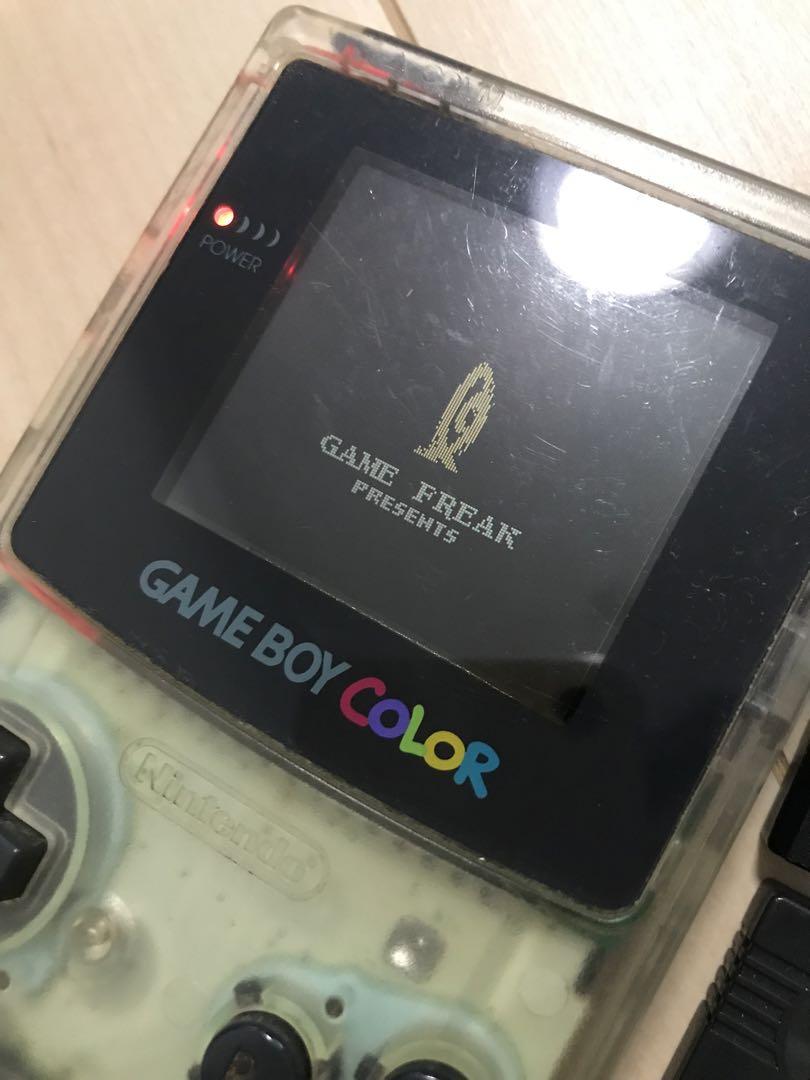 POWER
GAME FREAK
PRESENTS
GAME BOY COLOR
Nintendo